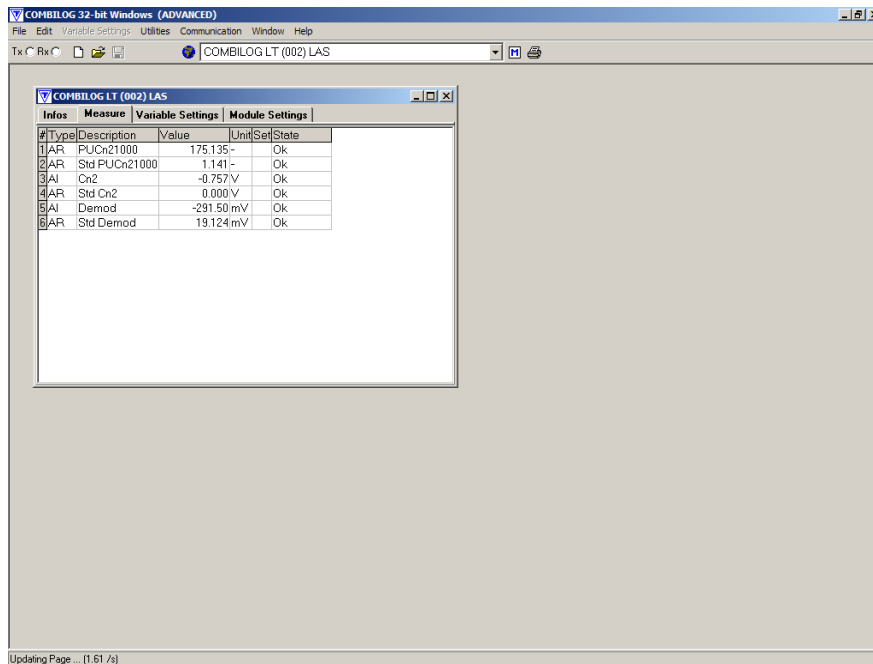 COMBILOG 32-bit Windows (ADVANCED)
File Edit Variable Settings Utilities Communication Window Help
Tx Rx COMBILOG LT (002) LAS M
COMBILOG LT (002) LAS
Infos Measure Variable Settings Module Settings
# Type Description Value Unit Set State
1 AR PUCn21000 175.135 - Ok
2 AR Std PUCn21000 1.141 - Ok
3 AI Cn2 -0.757 V Ok
4 AR Std Cn2 0.000 V Ok
5 AI Demod -291.50 mV Ok
6 AR Std Demod 19.124 mV Ok
Updating Page ... (1.61 /s)